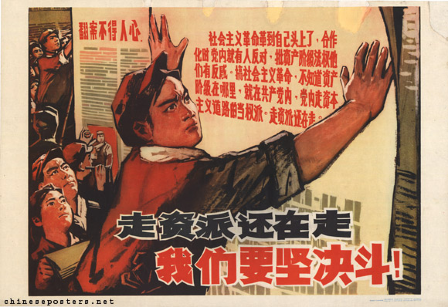 翻案不得人心
社会主义革命革到自己头上了,合作
化时党内就有人反对,批资产阶级法权他
们有反感。搞社会主义革命,不知道资产
阶级在哪里,就在共产党内,党内走资本
主义道路的当权派。走资派还在走。
走资派还在走
我们要坚决斗!
chineseposters.net